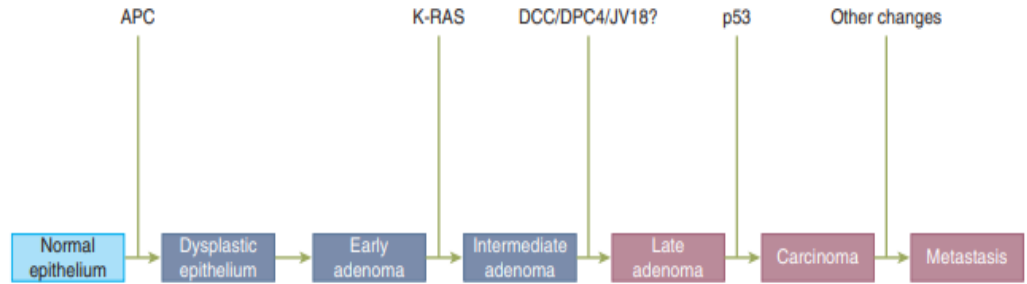 APC K-RAS DCC/DPC4/JV18? p53 Other changes
Normal epithelium
Dysplastic epithelium
Early adenoma
Intermediate adenoma
Late adenoma
Carcinoma
Metastasis